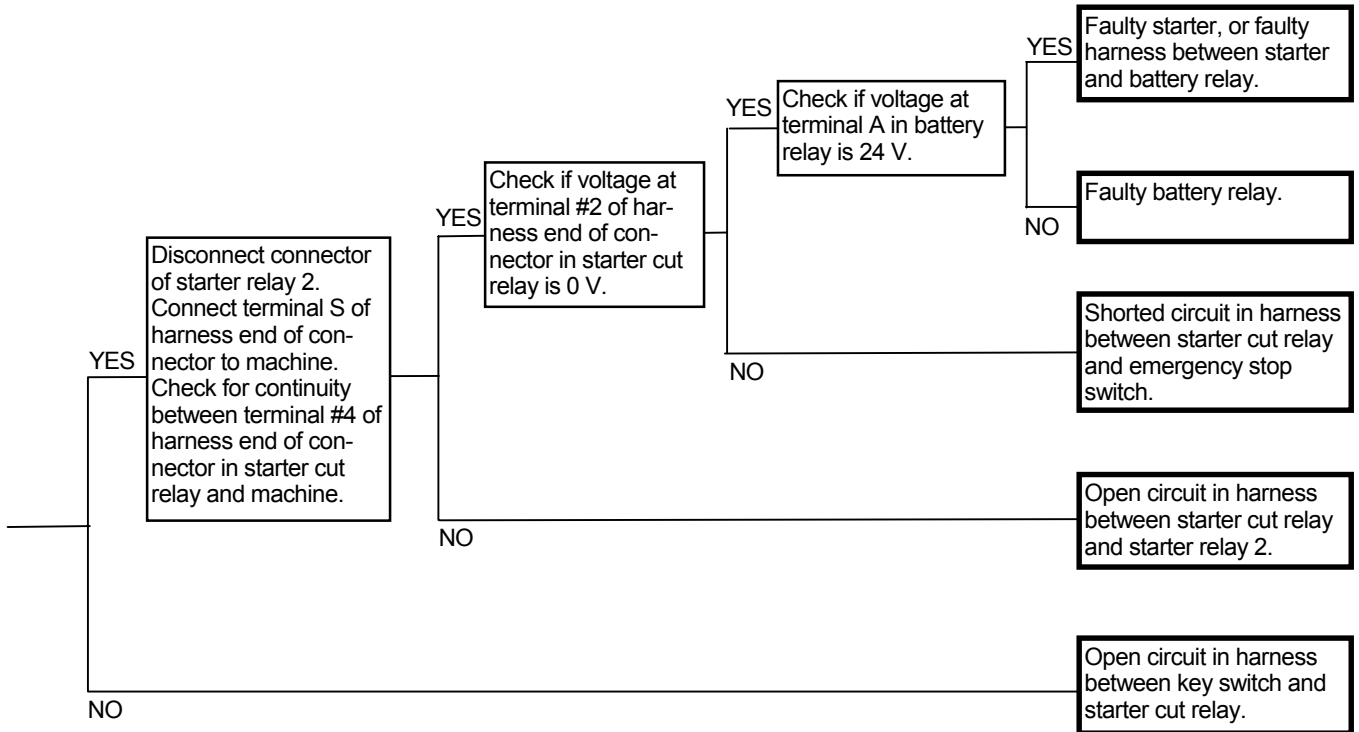 YES
Disconnect connector
of starter relay 2.
Connect terminal S of
harness end of con-
nector to machine.
Check for continuity
between terminal #4 of
harness end of con-
nector in starter cut
relay and machine.
YES
Check if voltage at
terminal #2 of har-
ness end of con-
nector in starter cut
relay is 0 V.
YES
Check if voltage at
terminal A in battery
relay is 24 V.
YES
Faulty starter, or faulty
harness between starter
and battery relay.
NO
Faulty battery relay.
NO
Shorted circuit in harness
between starter cut relay
and emergency stop
switch.
NO
Open circuit in harness
between starter cut relay
and starter relay 2.
NO
Open circuit in harness
between key switch and
starter cut relay.